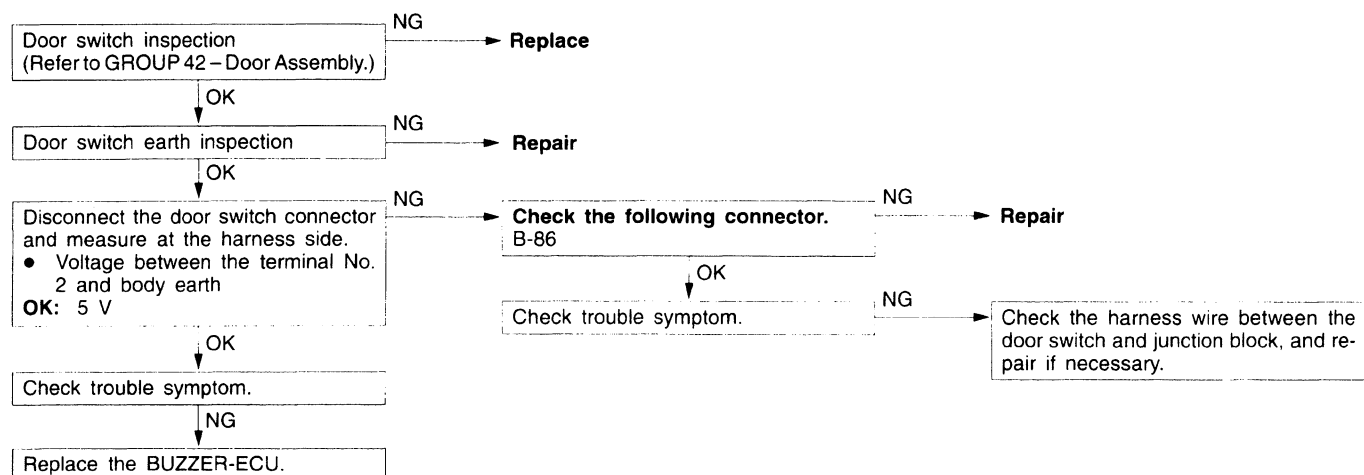 Door switch inspection
(Refer to GROUP 42 – Door Assembly.)
NG
Replace
OK
Door switch earth inspection
NG
Repair
OK
Disconnect the door switch connector
and measure at the harness side.
● Voltage between the terminal No.
2 and body earth
OK: 5 V
NG
Check the following connector.
B-86
NG
Repair
OK
Check trouble symptom.
NG
Check the harness wire between the
door switch and junction block, and re-
pair if necessary.
OK
Check trouble symptom.
NG
Replace the BUZZER-ECU.